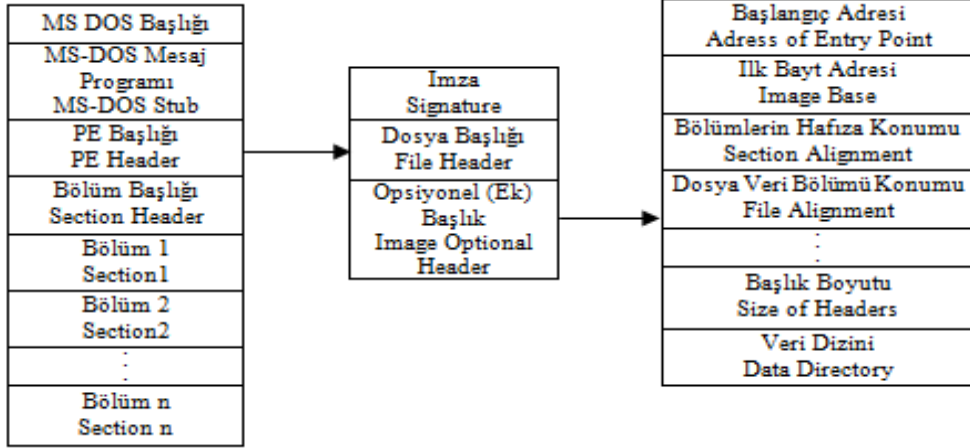 MS DOS Başlığı
MS-DOS Mesaj
Programı
MS-DOS Stub
PE Başlığı
PE Header
Bölüm Başlığı
Section Header
Bölüm 1
Section1
Bölüm 2
Section2
:
Bölüm n
Section n
Imza
Signature
Dosya Başlığı
File Header
Opsiyonel (Ek)
Başlık
Image Optional
Header
Başlangıç Adresi
Adress of Entry Point
Ilk Bayt Adresi
Image Base
Bölümlerin Hafıza Konumu
Section Alignment
Dosya Veri Bölümü Konumu
File Alignment
:
Başlık Boyutu
Size of Headers
Veri Dizini
Data Directory